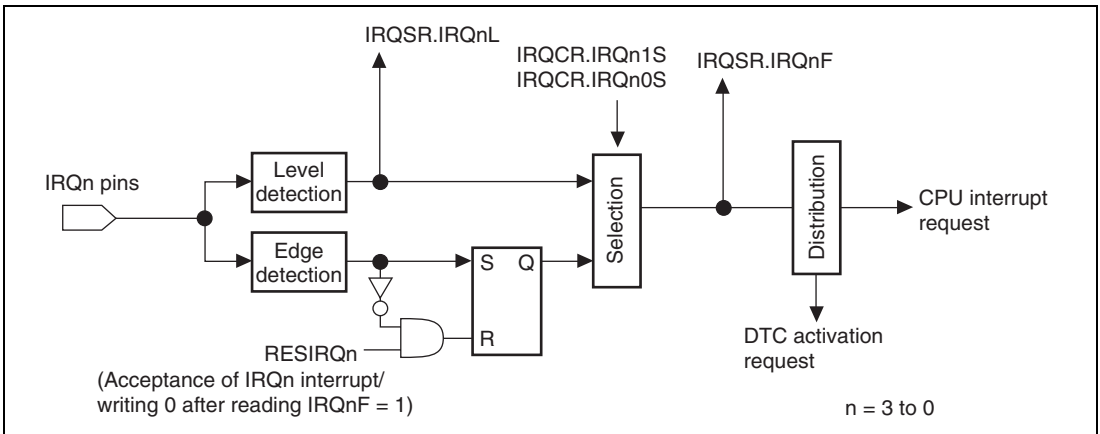 IRQSR.IRQnL
IRQCR.IRQn1S
IRQCR.IRQn0S
IRQSR.IRQnF
IRQn pins
Level
detection
Edge
detection
S Q
R
Selection
Distribution
CPU interrupt
request
DTC activation
request
RESIRQn
(Acceptance of IRQn interrupt/
writing 0 after reading IRQnF = 1)
n = 3 to 0